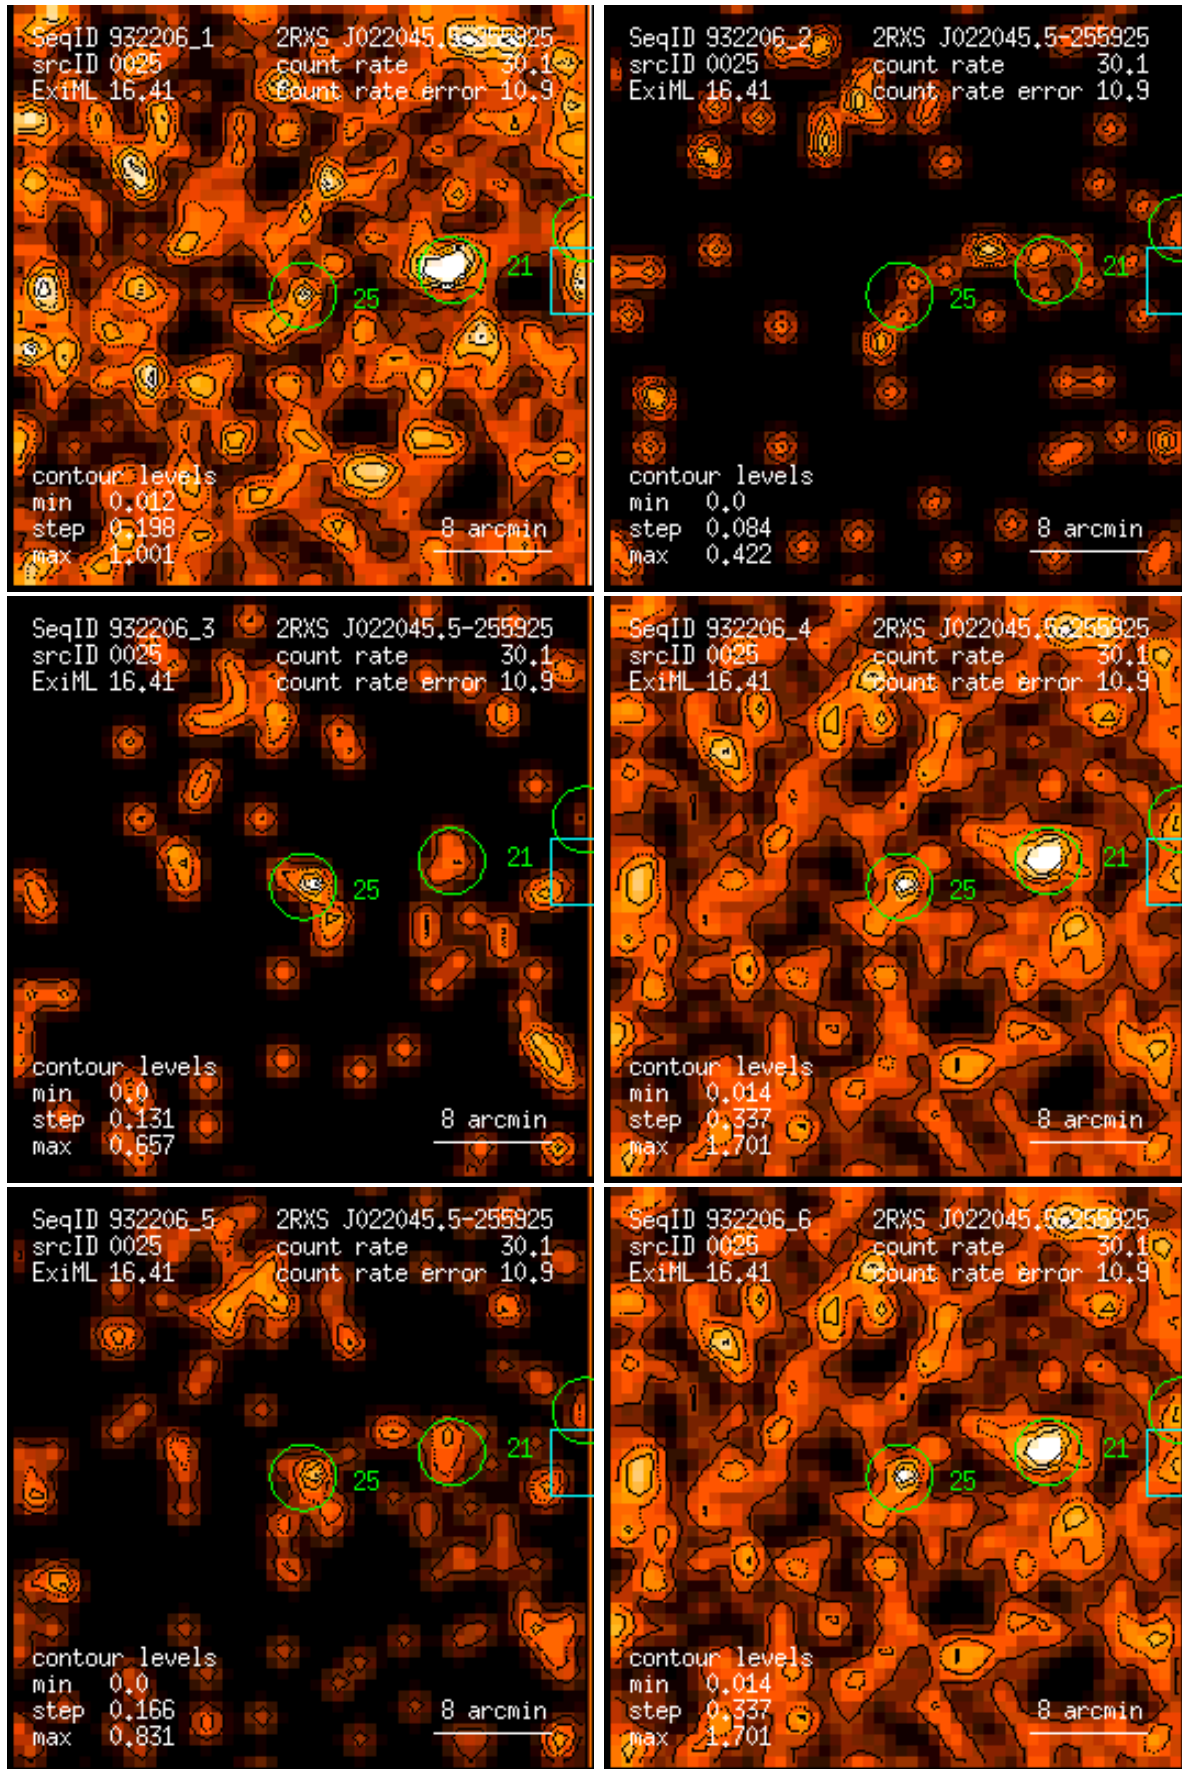 SeqID 932206_1 2RXS J022045.5-255925
srcID 0025 count rate 30.1
ExiML 16.41 count rate error 10.9
21
25
contour levels
min 0.012
step 0.198 8 arcmin
max 1.001
SeqID 932206_2 2RXS J022045.5-255925
srcID 0025 count rate 30.1
ExiML 16.41 count rate error 10.9
21
25
contour levels
min 0.0
step 0.084 8 arcmin
max 0.422
SeqID 932206_3 2RXS J022045.5-255925
srcID 0025 count rate 30.1
ExiML 16.41 count rate error 10.9
21
25
contour levels
min 0.0
step 0.131 8 arcmin
max 0.657
SeqID 932206_4 2RXS J022045.5-255925
srcID 0025 count rate 30.1
ExiML 16.41 count rate error 10.9
21
25
contour levels
min 0.014
step 0.337 8 arcmin
max 1.701
SeqID 932206_5 2RXS J022045.5-255925
srcID 0025 count rate 30.1
ExiML 16.41 count rate error 10.9
21
25
contour levels
min 0.0
step 0.166 8 arcmin
max 0.831
SeqID 932206_6 2RXS J022045.5-255925
srcID 0025 count rate 30.1
ExiML 16.41 count rate error 10.9
21
25
contour levels
min 0.014
step 0.337 8 arcmin
max 1.701